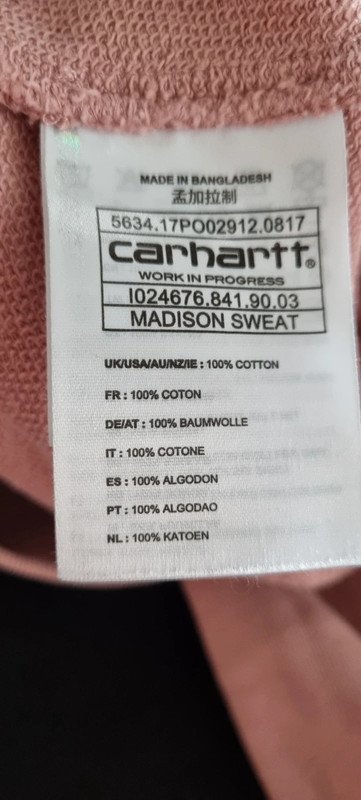 MADE IN BANGLADESH
孟加拉制
5634.17PO02912.0817
carhartt®
WORK IN PROGRESS
I024676.841.90.03
MADISON SWEAT
UK/USA/AU/NZ/IE : 100% COTTON
FR : 100% COTON
DE/AT : 100% BAUMWOLLE
IT : 100% COTONE
ES : 100% ALGODON
PT : 100% ALGODAO
NL : 100% KATOEN